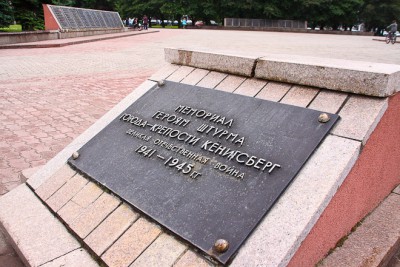 МЕМОРИАЛ
ГЕРОЯМ ШТУРМА
ГОРОДА-КРЕПОСТИ КЕНИГСБЕРГ
ВЕЛИКАЯ ОТЕЧЕСТВЕННАЯ ВОЙНА
1941–1945 гг